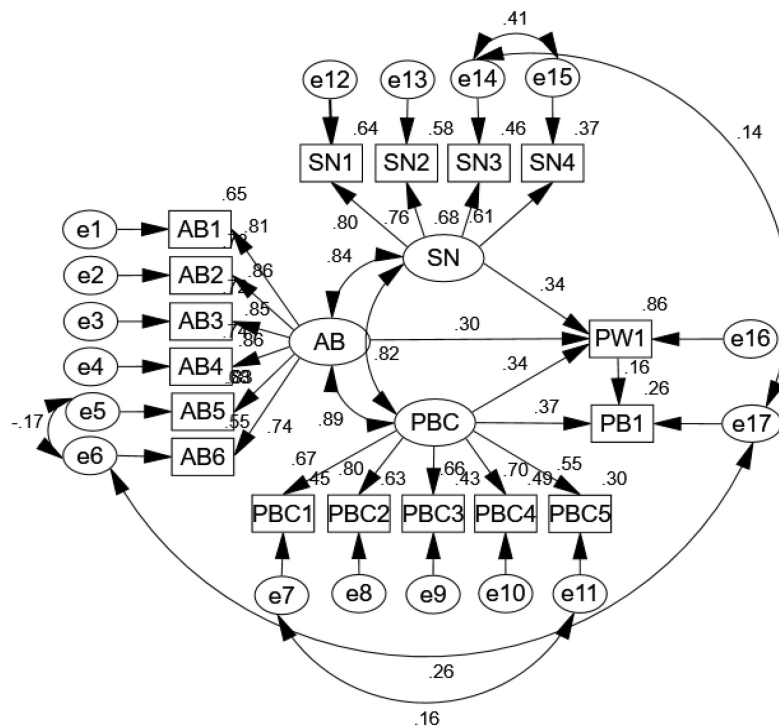 .41
e12 e13 e14 e15
.64 .58 .46 .37
.14
SN1 SN2 SN3 SN4
.65
.80 .76 .68 .61
e1 AB1 .81
.84 SN
e2 AB2 .86
.72
.34
e3 AB3 .85
.86
.74
AB .30 PW1 e16
e4 AB4 .86
.82 .34 .16
e5 AB5
.26
-.17 .55 .89 PBC .37 PB1 e17
e6 AB6 .74
.67 .80 .63 .66 .43 .70 .49 .55 .30
.45
PBC1 PBC2 PBC3 PBC4 PBC5
e7 e8 e9 e10 e11
.26
.16